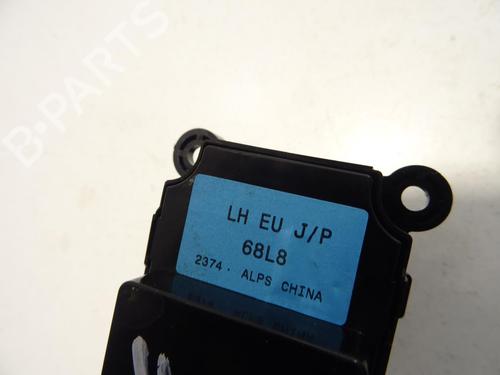 B-PARTS
LH EU J/P
68L8
2374. ALPS CHINA